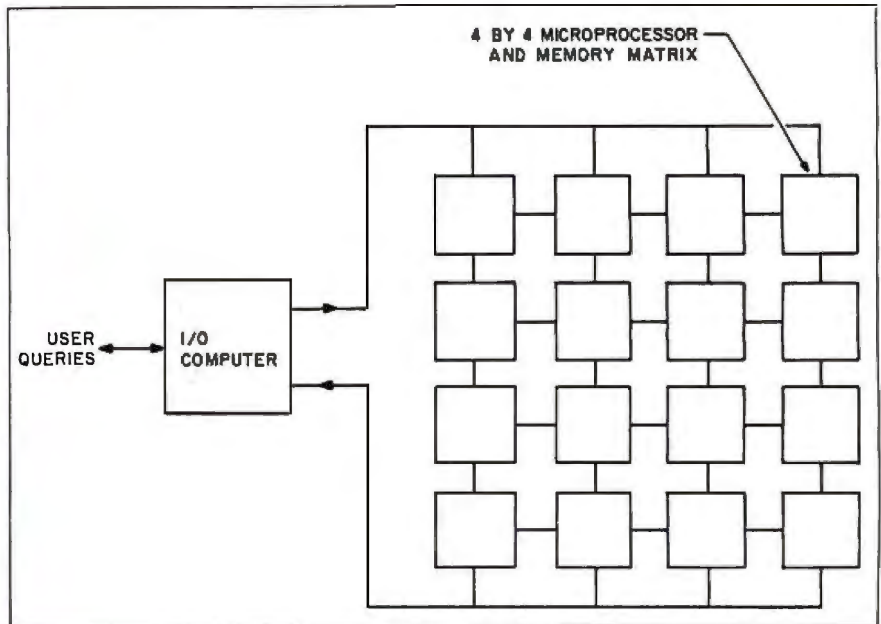 4 BY 4 MICROPROCESSOR
AND MEMORY MATRIX
USER
QUERIES
I/O
COMPUTER